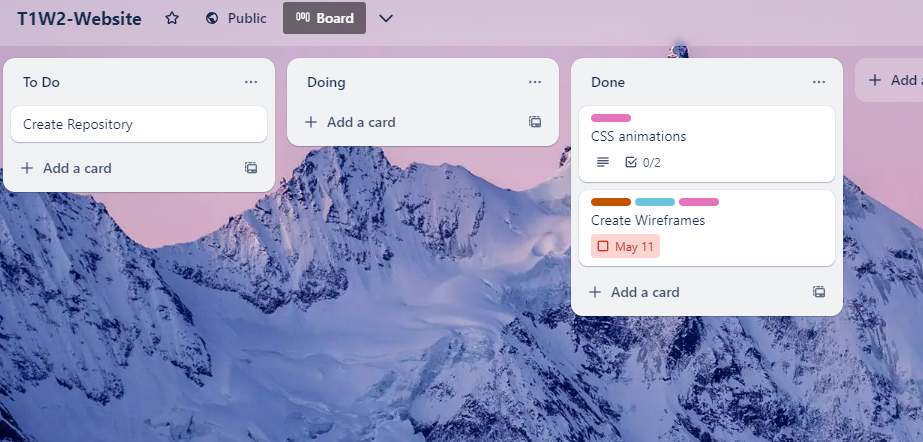 T1W2-Website
Public
Board
To Do
Create Repository
Add a card
Doing
Add a card
Done
CSS animations
0/2
Create Wireframes
May 11
Add a card
Add